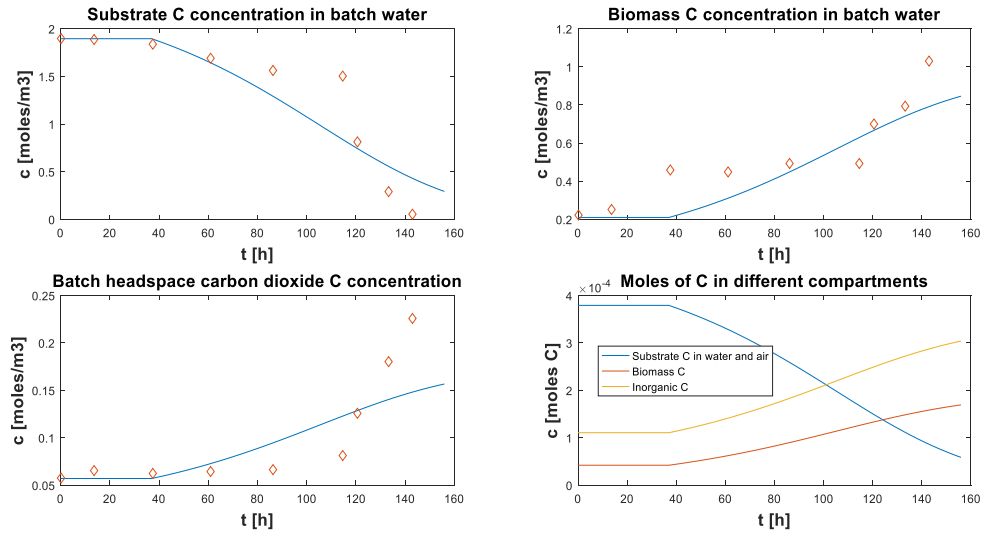 Substrate C concentration in batch water
2
1.5
1
0.5
0
c [moles/m3]
0 20 40 60 80 100 120 140 160
t [h]
Biomass C concentration in batch water
1.2
1
0.8
0.6
0.4
0.2
c [moles/m3]
0 20 40 60 80 100 120 140 160
t [h]
Batch headspace carbon dioxide C concentration
0.25
0.2
0.15
0.1
0.05
c [moles/m3]
0 20 40 60 80 100 120 140 160
t [h]
Moles of C in different compartments
×10-4
4
3
2
1
0
c [moles C]
Substrate C in water and air
Biomass C
Inorganic C
0 20 40 60 80 100 120 140 160
t [h]